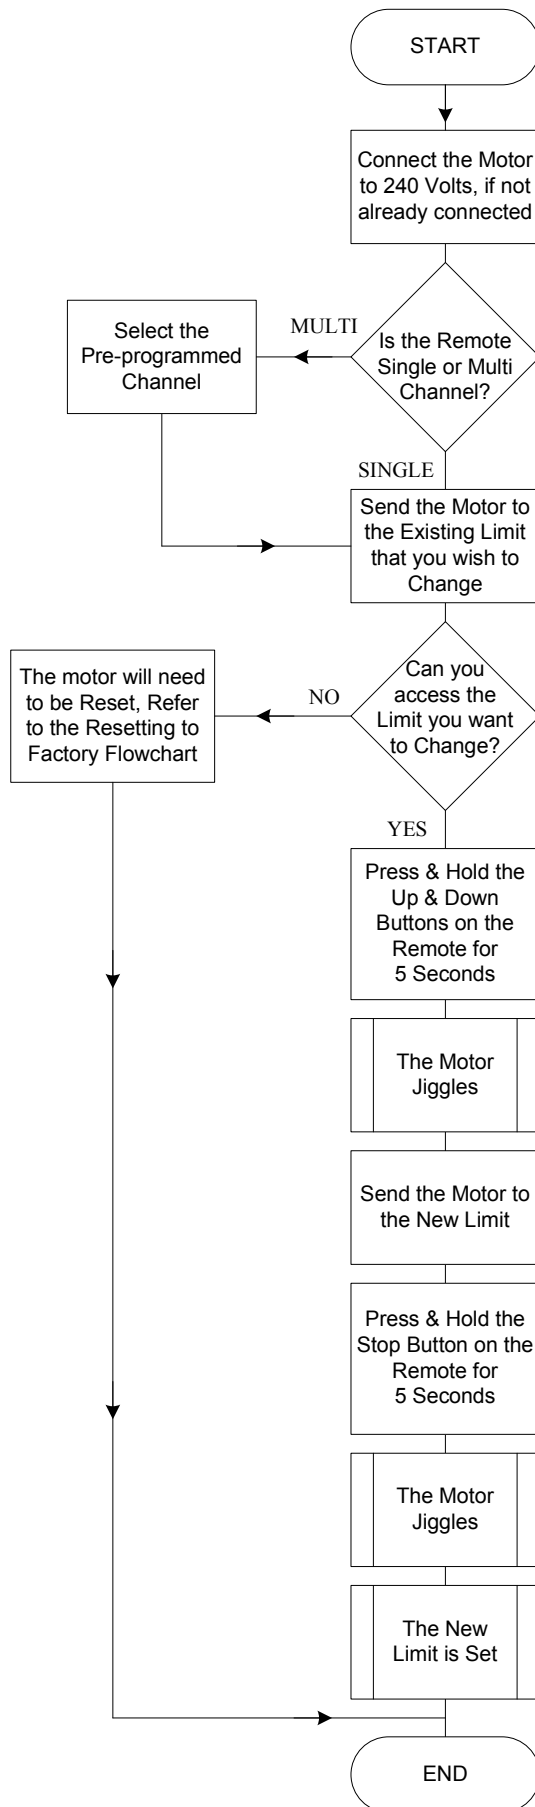 START
Connect the Motor
to 240 Volts, if not
already connected
MULTI
Select the
Pre-programmed
Channel
Is the Remote
Single or Multi
Channel?
SINGLE
Send the Motor to
the Existing Limit
that you wish to
Change
Can you
access the
Limit you want
to Change?
NO
The motor will need
to be Reset, Refer
to the Resetting to
Factory Flowchart
YES
Press & Hold the
Up & Down
Buttons on the
Remote for
5 Seconds
The Motor
Jiggles
Send the Motor to
the New Limit
Press & Hold the
Stop Button on the
Remote for
5 Seconds
The Motor
Jiggles
The New
Limit is Set
END